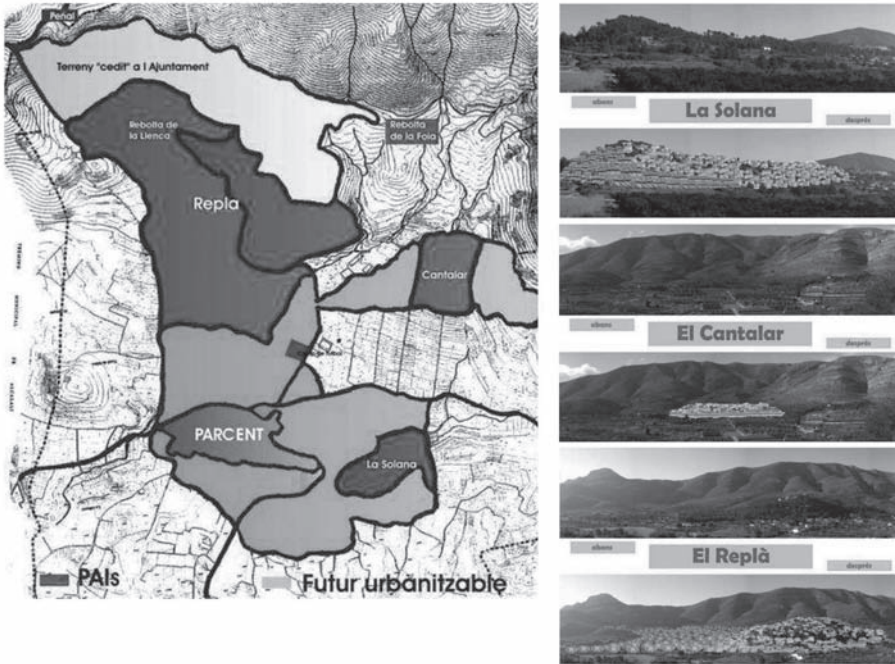 Penal
Terreny "cedit" a l Ajuntament
Rebolta de
la Llenca
Rebolta
de la Foia
Repla
Cantalar
PARCENT
La Solana
PAIs
Futur urbànitzable
abans
La Solana
després
abans
El Cantalar
després
abans
El Replà
després